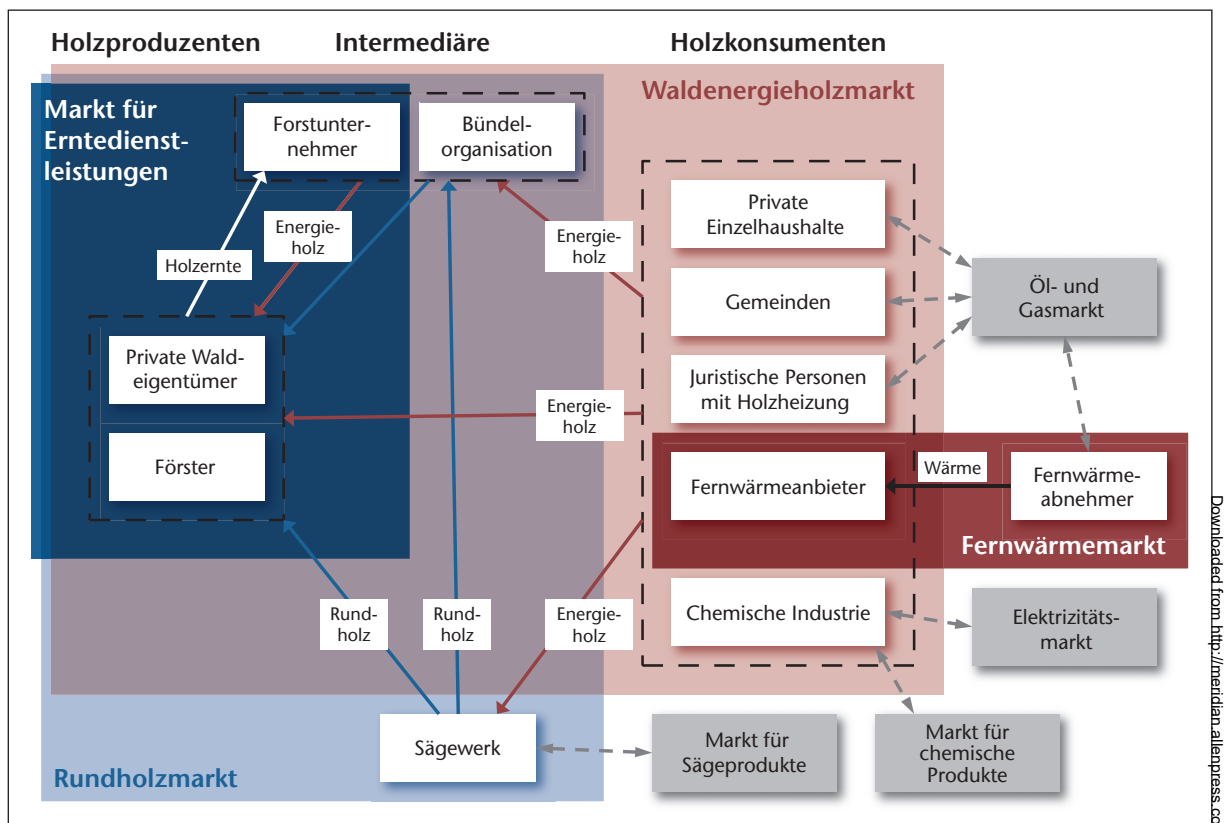 Holzproduzenten
Intermediäre
Holzkonsumenten
Markt für
Erntedienst-
leistungen
Forstunter-
nehmer
Bündel-
organisation
Waldenergieholzmarkt
Private
Einzelhaushalte
Energie-
holz
Energie-
holz
Holzernte
Gemeinden
Öl- und
Gasmarkt
Private Wald-
eigentümer
Juristische Personen
mit Holzheizung
Energie-
holz
Förster
Fernwärmeanbieter
Wärme
Fernwärme-
abnehmer
Fernwärmemarkt
Rund-
holz
Rund-
holz
Energie-
holz
Chemische Industrie
Elektrizitäts-
markt
Sägewerk
Markt für
Sägeprodukte
Markt für
chemische
Produkte
Rundholzmarkt
Downloaded from http://meridian.allenpress.co